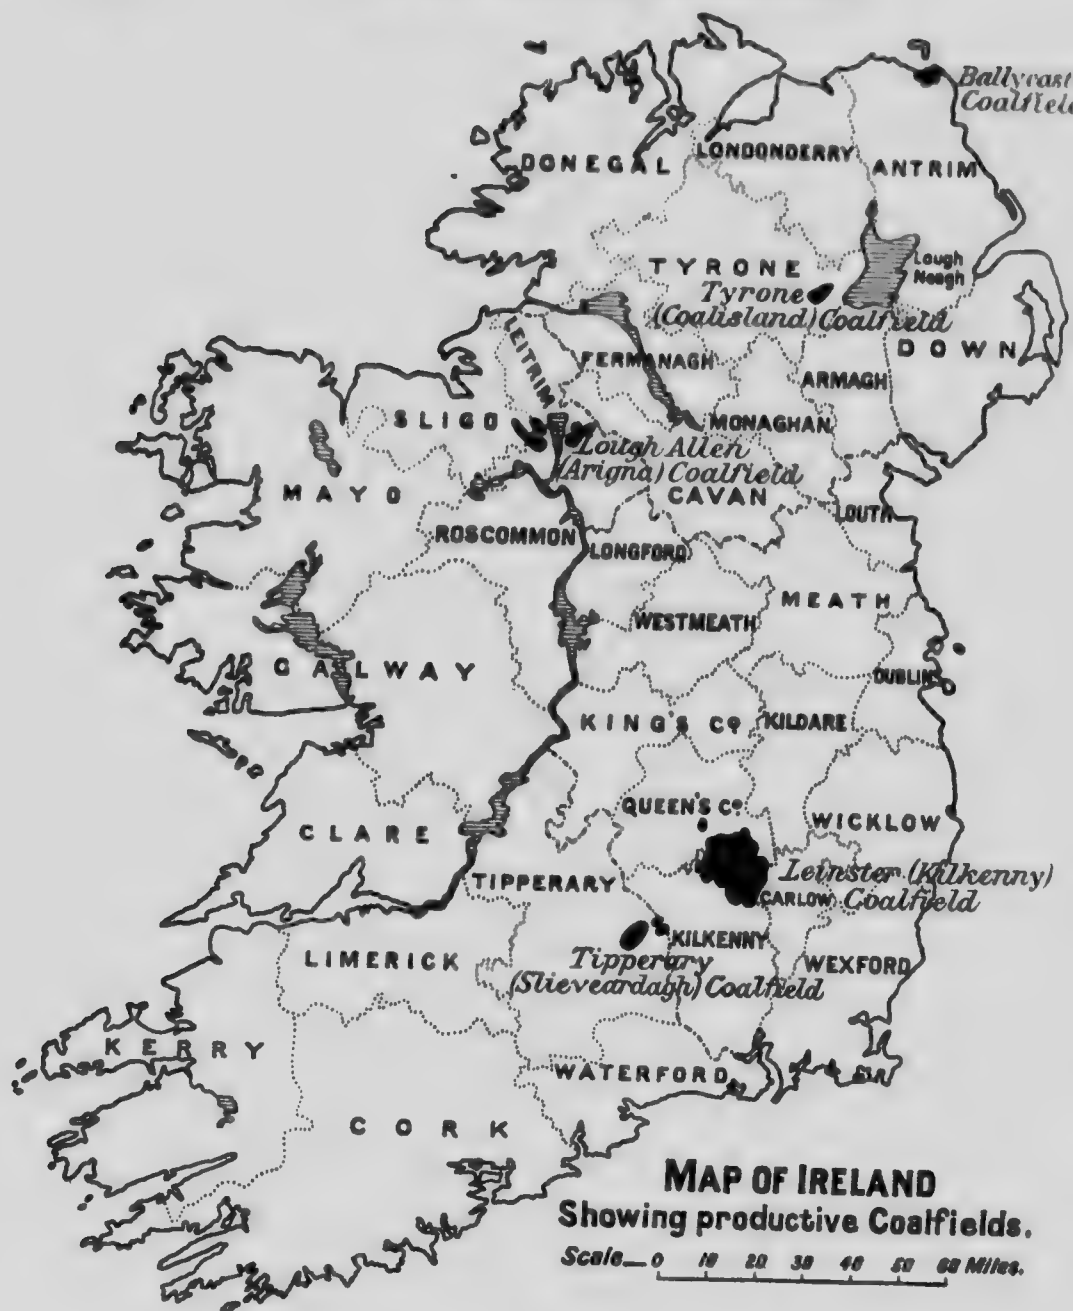 Coalfield
DONEGAL
LONDONDERRY
ANTRIM
Lough
Neagh
TYRONE
Tyrone
(Coalisland) Coalfield
DOWN
LEITRIM
FERMANAGH
ARMAGH
SLIGO
MONAGHAN
Lough Allen
(Arigna) Coalfield
MAYO
CAVAN
LOUTH
ROSCOMMON
LONGFORD
MEATH
WESTMEATH
GALWAY
DUBLIN
KING'S Co.
KILDARE
QUEEN'S Co.
WICKLOW
CLARE
Leinster (Kilkenny)
TIPPERARY
CARLOW Coalfield
KILKENNY
LIMERICK
Tipperary
WEXFORD
(Slieveardagh) Coalfield
KERRY
WATERFORD
CORK
MAP OF IRELAND
Showing productive Coalfields.
Scale 0 10 20 30 40 50 60 Miles.